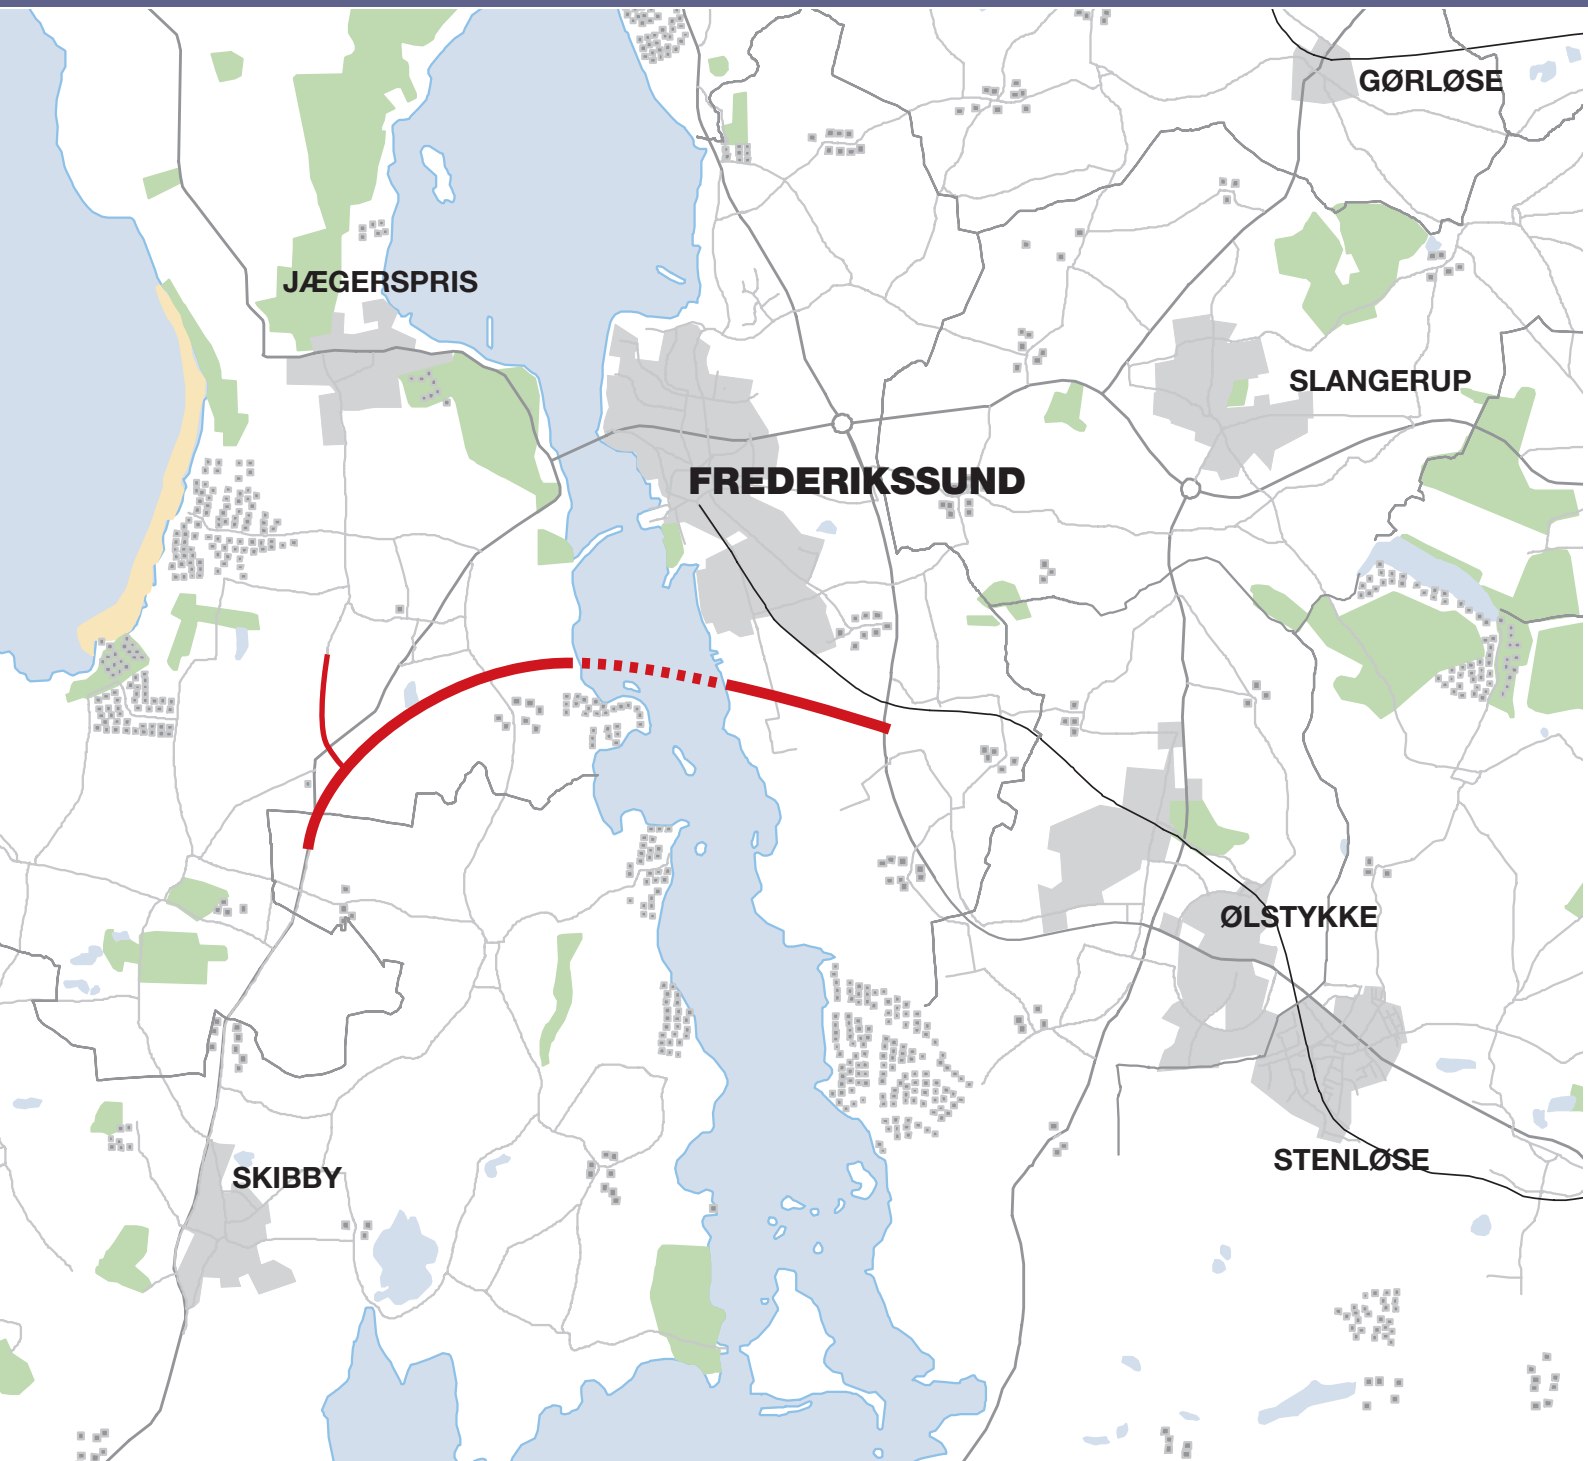 GØRLØSE
JÆGERSPRIS
SLANGERUP
FREDERIKSSUND
ØLSTYKKE
STENLØSE
SKIBBY